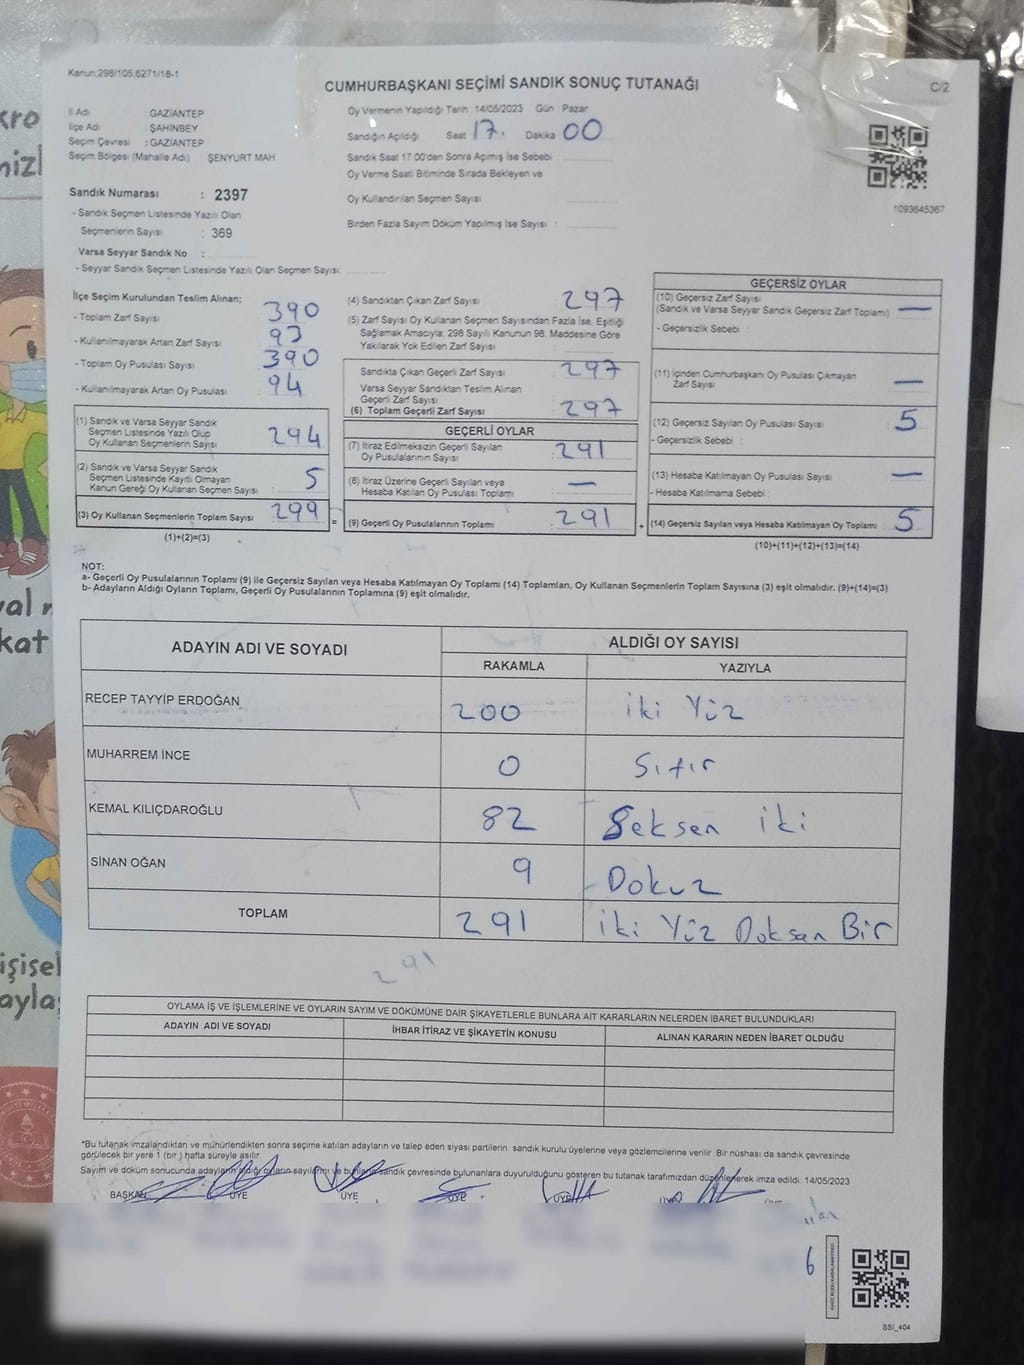 Kanun:298/105;6271/18-1
CUMHURBAŞKANI SEÇİMİ SANDIK SONUÇ TUTANAĞI
C/2
İl Adı : GAZİANTEP
İlçe Adı : ŞAHİNBEY
Seçim Çevresi : GAZİANTEP
Seçim Bölgesi (Mahalle Adı) : ŞENYURT MAH
Oy Vermenin Yapıldığı Tarih : 14/05/2023 Gün : Pazar
Sandığın Açıldığı Saat 17. Dakika 00
Sandık Saat 17:00'den Sonra Açımış İse Sebebi
Oy Verme Saati Bitiminde Sırada Bekleyen ve
Oy Kullandırılan Seçmen Sayısı
Birden Fazla Sayım Döküm Yapılmış İse Sayısı :
1093645367
Sandık Numarası : 2397
- Sandık Seçmen Listesinde Yazılı Olan
Seçmenlerin Sayısı : 369
Varsa Seyyar Sandık No :
- Seyyar Sandık Seçmen Listesinde Yazılı Olan Seçmen Sayısı:
İlçe Seçim Kurulundan Teslim Alınan;
- Toplam Zarf Sayısı 390
- Kullanılmayarak Artan Zarf Sayısı 93
- Toplam Oy Pusulası Sayısı 390
- Kullanılmayarak Artan Oy Pusulası 94
(1) Sandık ve Varsa Seyyar Sandık
Seçmen Listesinde Yazılı Olup
Oy Kullanan Seçmenlerin Sayısı 294
(2) Sandık ve Varsa Seyyar Sandık
Seçmen Listesinde Kayıtlı Olmayan
Kanun Gereği Oy Kullanan Seçmen Sayısı 5
(3) Oy Kullanan Seçmenlerin Toplam Sayısı 299 =
(1)+(2)=(3)
(4) Sandıktan Çıkan Zarf Sayısı 297
(5) Zarf Sayısı Oy Kullanan Seçmen Sayısından Fazla İse, Eşitliği
Sağlamak Amacıyla; 298 Sayılı Kanunun 98. Maddesine Göre
Yakılarak Yok Edilen Zarf Sayısı
Sandıkta Çıkan Geçerli Zarf Sayısı 297
Varsa Seyyar Sandıktan Teslim Alınan
Geçerli Zarf Sayısı
(6) Toplam Geçerli Zarf Sayısı 297
GEÇERLİ OYLAR
(7) İtiraz Edilmeksizin Geçerli Sayılan
Oy Pusulalarının Sayısı 291
(8) İtiraz Üzerine Geçerli Sayılan veya
Hesaba Katılan Oy Pusulası Toplamı —
(9) Geçerli Oy Pusulalarının Toplamı 291 +
GEÇERSİZ OYLAR
(10) Geçersiz Zarf Sayısı
(Sandık ve Varsa Seyyar Sandık Geçersiz Zarf Toplamı) —
- Geçersizlik Sebebi :
(11) İçinden Cumhurbaşkanı Oy Pusulası Çıkmayan
Zarf Sayısı —
(12) Geçersiz Sayılan Oy Pusulası Sayısı 5
- Geçersizlik Sebebi :
(13) Hesaba Katılmayan Oy Pusulası Sayısı —
- Hesaba Katılmama Sebebi :
(14) Geçersiz Sayılan veya Hesaba Katılmayan Oy Toplamı 5
(10)+(11)+(12)+(13)=(14)
NOT:
a- Geçerli Oy Pusulalarının Toplamı (9) ile Geçersiz Sayılan veya Hesaba Katılmayan Oy Toplamı (14) Toplamları, Oy Kullanan Seçmenlerin Toplam Sayısına (3) eşit olmalıdır. (9)+(14)=(3)
b- Adayların Aldığı Oyların Toplamı, Geçerli Oy Pusulalarının Toplamına (9) eşit olmalıdır.
ADAYIN ADI VE SOYADI ALDIĞI OY SAYISI
RAKAMLA YAZIYLA
RECEP TAYYİP ERDOĞAN 200 iki Yüz
MUHARREM İNCE 0 Sıfır
KEMAL KILIÇDAROĞLU 82 Seksen iki
SİNAN OĞAN 9 Dokuz
TOPLAM 291 iki Yüz Doksan Bir
291
OYLAMA İŞ VE İŞLEMLERİNE VE OYLARIN SAYIM VE DÖKÜMÜNE DAİR ŞİKAYETLERLE BUNLARA AİT KARARLARIN NELERDEN İBARET BULUNDUKLARI
ADAYIN ADI VE SOYADI İHBAR İTİRAZ VE ŞİKAYETİN KONUSU ALINAN KARARIN NEDEN İBARET OLDUĞU
*Bu tutanak imzalandıktan ve mühürlendikten sonra seçime katılan adayların ve talep eden siyasi partilerin sandık kurulu üyelerine veya gözlemcilerine verilir. Bir nüshası da sandık çevresinde
görülecek bir yere 1 (bir) hafta süreyle asılır.
Sayım ve döküm sonucunda adayların aldığı oyların sayılarını ve bunların sandık çevresinde bulunanlara duyurulduğunu gösteren bu tutanak tarafımızdan düzenlenerek imza edildi. 14/05/2023
BAŞKAN ÜYE ÜYE ÜYE ÜYE ÜYE ÜYE
6
SSI_404